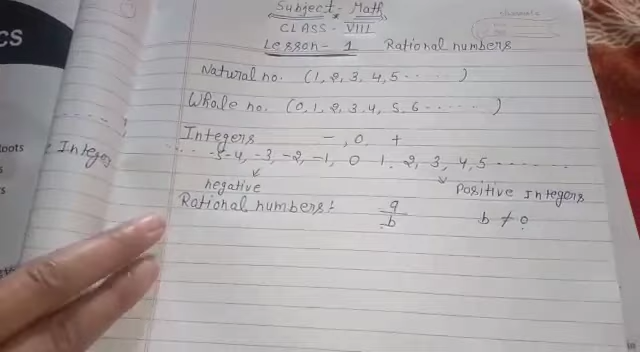 Subject - Math
CLASS - VIII
Lesson - 1 Rational numbers
Natural no. (1, 2, 3, 4, 5 ......)
Whole no. (0, 1, 2, 3, 4, 5, 6 ......)
Integers -, 0, +
.... -5 -4, -3, -2, -1, 0 1, 2, 3, 4, 5 ........
negative Positive Integers
Rational numbers: a/b b ≠ 0
CS
Integer